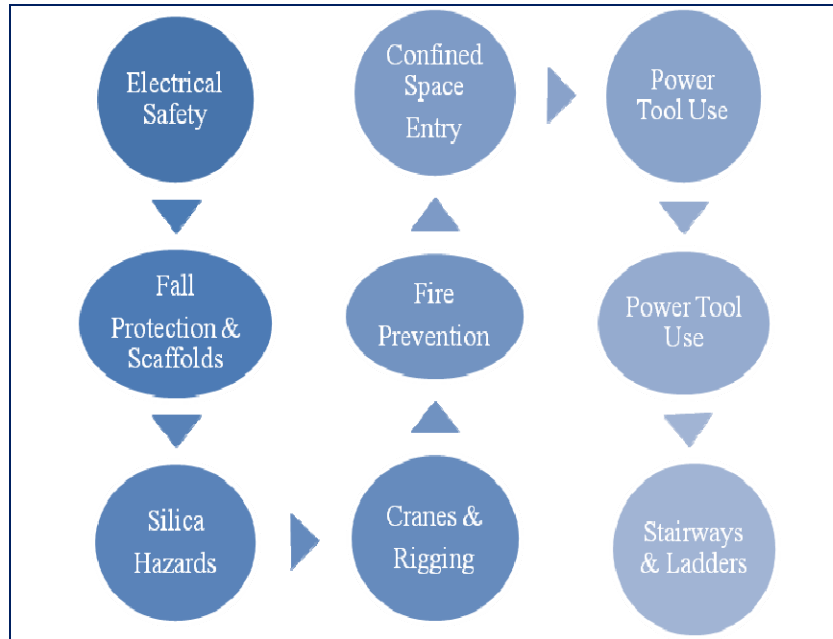 Electrical
Safety
Fall
Protection &
Scaffolds
Silica
Hazards
Cranes &
Rigging
Fire
Prevention
Confined
Space
Entry
Power
Tool Use
Power Tool
Use
Stairways
& Ladders